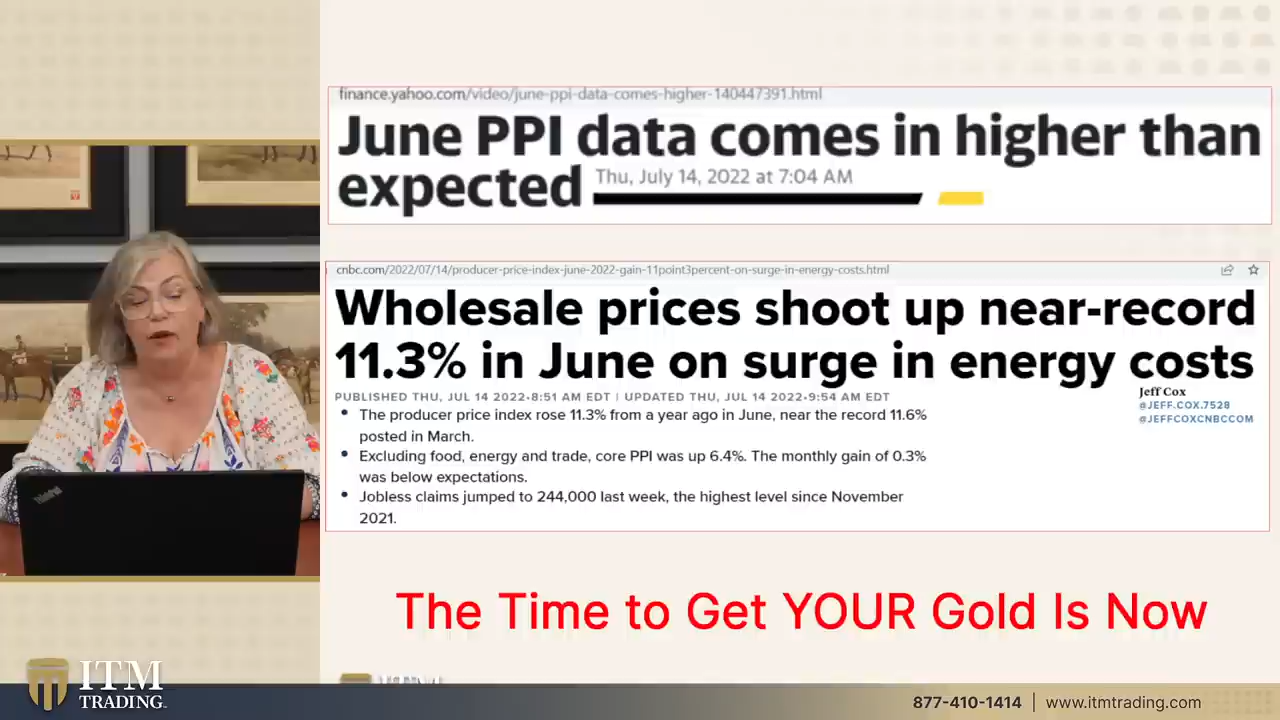 finance.yahoo.com/video/june-ppi-data-comes-higher-140447391.html
June PPI data comes in higher than
expected
Thu, July 14, 2022 at 7:04 AM
cnbc.com/2022/07/14/producer-price-index-june-2022-gain-11point3percent-on-surge-in-energy-costs.html
Wholesale prices shoot up near-record
11.3% in June on surge in energy costs
PUBLISHED THU, JUL 14 2022•8:51 AM EDT | UPDATED THU, JUL 14 2022•9:54 AM EDT
Jeff Cox
@JEFF.COX.7528
@JEFFCOXCNBCCOM
• The producer price index rose 11.3% from a year ago in June, near the record 11.6%
posted in March.
• Excluding food, energy and trade, core PPI was up 6.4%. The monthly gain of 0.3%
was below expectations.
• Jobless claims jumped to 244,000 last week, the highest level since November
2021.
ThinkPad
The Time to Get YOUR Gold Is Now
ITM
TRADING
877-410-1414 | www.itmtrading.com